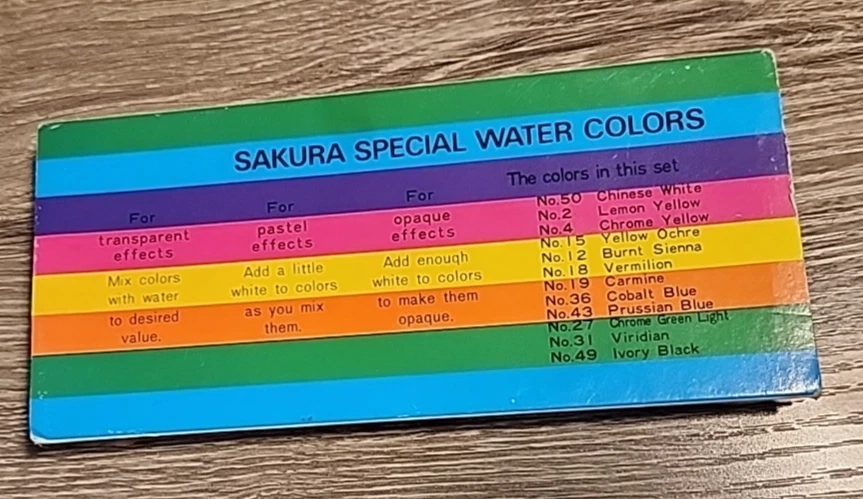 SAKURA SPECIAL WATER COLORS
For
transparent
effects
Mix colors
with water
to desired
value.
For
pastel
effects
Add a little
white to colors
as you mix
them.
For
opaque
effects
Add enough
white to colors
to make them
opaque.
The colors in this set
No.50 Chinese White
No.2 Lemon Yellow
No.4 Chrome Yellow
No.15 Yellow Ochre
No.12 Burnt Sienna
No.18 Vermilion
No.19 Carmine
No.36 Cobalt Blue
No.43 Prussian Blue
No.27 Chrome Green Light
No.31 Viridian
No.49 Ivory Black